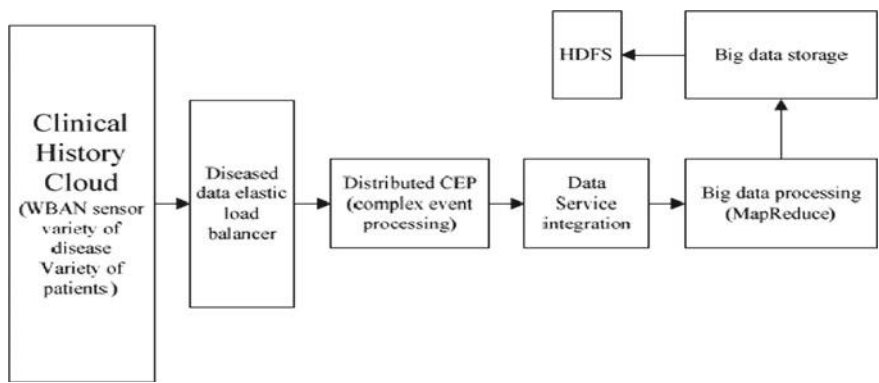 Clinical
History
Cloud
(WBAN sensor
variety of
disease
Variety of
patients)
Diseased
data elastic
load
balancer
Distributed CEP
(complex event
processing)
Data
Service
integration
Big data processing
(MapReduce)
Big data storage
HDFS